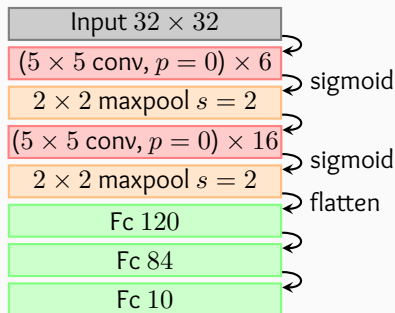 Input 32 × 32
(5 × 5 conv, p = 0) × 6
sigmoid
2 × 2 maxpool s = 2
(5 × 5 conv, p = 0) × 16
sigmoid
2 × 2 maxpool s = 2
flatten
Fc 120
Fc 84
Fc 10